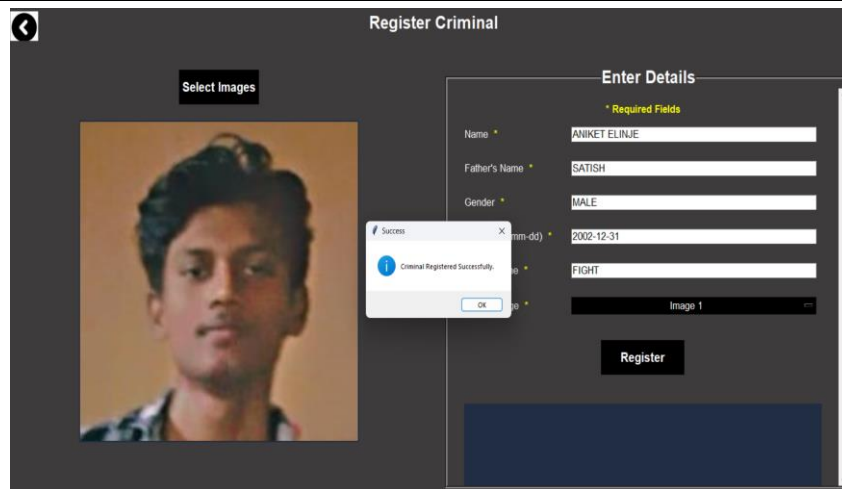 Register Criminal
Select Images
Enter Details
* Required Fields
Name *
ANIKET ELINJE
Father's Name *
SATISH
Gender *
MALE
mm-dd) *
2002-12-31
*
FIGHT
*
Image 1
Success
Criminal Registered Successfully.
OK
Register